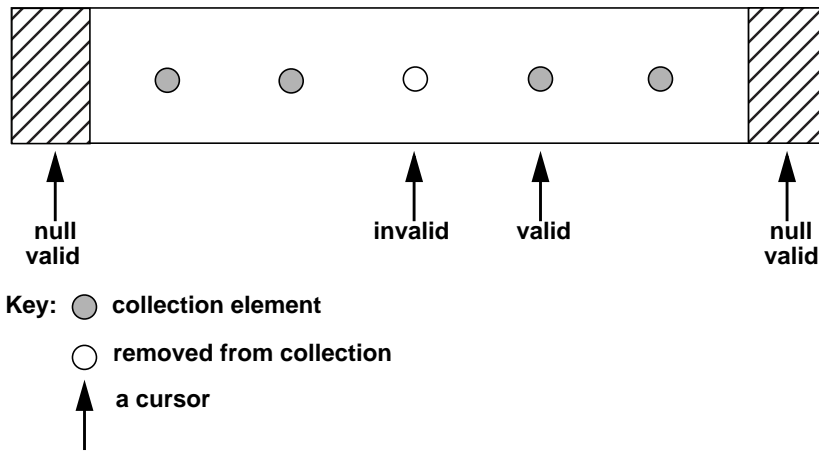 null
valid
invalid
valid
null
valid
Key: collection element
removed from collection
a cursor